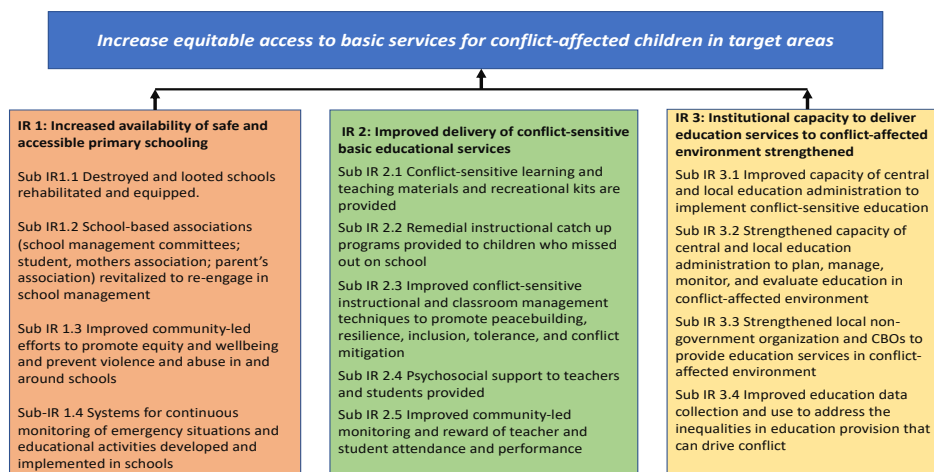 Increase equitable access to basic services for conflict-affected children in target areas
IR 1: Increased availability of safe and
accessible primary schooling
Sub IR1.1 Destroyed and looted schools
rehabilitated and equipped.
Sub IR1.2 School-based associations
(school management committees;
student, mothers association; parent's
association) revitalized to re-engage in
school management
Sub IR 1.3 Improved community-led
efforts to promote equity and wellbeing
and prevent violence and abuse in and
around schools
Sub-IR 1.4 Systems for continuous
monitoring of emergency situations and
educational activities developed and
implemented in schools
IR 2: Improved delivery of conflict-sensitive
basic educational services
Sub IR 2.1 Conflict-sensitive learning and
teaching materials and recreational kits are
provided
Sub IR 2.2 Remedial instructional catch up
programs provided to children who missed
out on school
Sub IR 2.3 Improved conflict-sensitive
instructional and classroom management
techniques to promote peacebuilding,
resilience, inclusion, tolerance, and conflict
mitigation
Sub IR 2.4 Psychosocial support to teachers
and students provided
Sub IR 2.5 Improved community-led
monitoring and reward of teacher and
student attendance and performance
IR 3: Institutional capacity to deliver
education services to conflict-affected
environment strengthened
Sub IR 3.1 Improved capacity of central
and local education administration to
implement conflict-sensitive education
Sub IR 3.2 Strengthened capacity of
central and local education
administration to plan, manage,
monitor, and evaluate education in
conflict-affected environment
Sub IR 3.3 Strengthened local non-
government organization and CBOs to
provide education services in conflict-
affected environment
Sub IR 3.4 Improved education data
collection and use to address the
inequalities in education provision that
can drive conflict